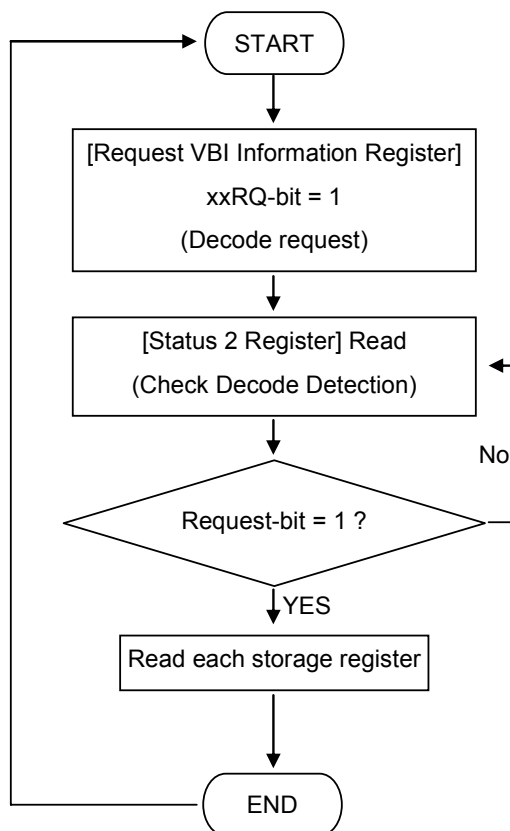 START
[Request VBI Information Register]
xxRQ-bit = 1
(Decode request)
[Status 2 Register] Read
(Check Decode Detection)
No
Request-bit = 1 ?
YES
Read each storage register
END